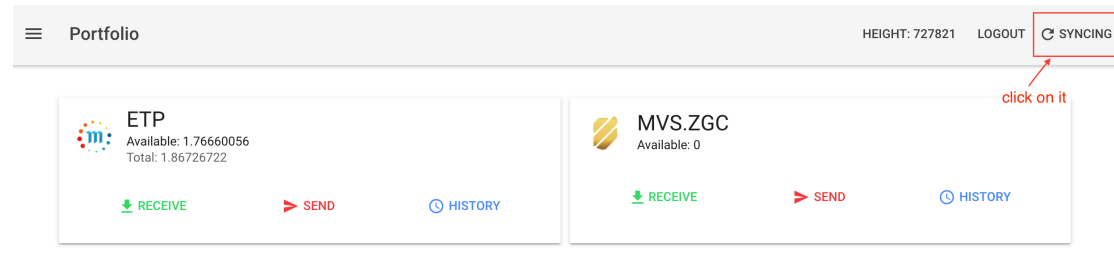 Portfolio
HEIGHT: 727821
LOGOUT
SYNCING
click on it
ETP
Available: 1.76660056
Total: 1.86726722
RECEIVE
SEND
HISTORY
MVS.ZGC
Available: 0
RECEIVE
SEND
HISTORY